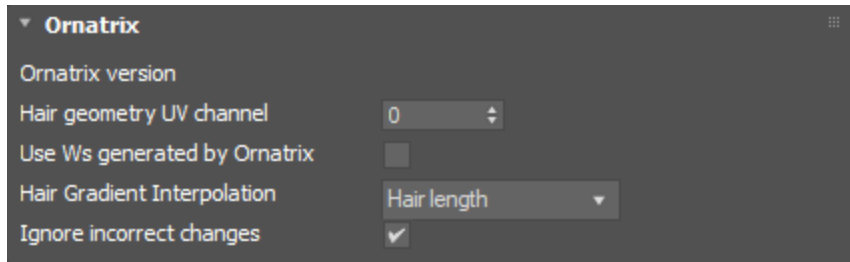 Ornatrix
Ornatrix version
Hair geometry UV channel 0
Use Ws generated by Ornatrix
Hair Gradient Interpolation Hair length
Ignore incorrect changes